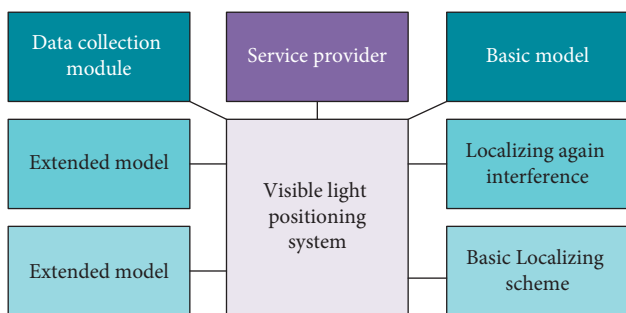 Data collection
module
Service provider
Basic model
Extended model
Visible light
positioning
system
Localizing again
interference
Extended model
Basic Localizing
scheme